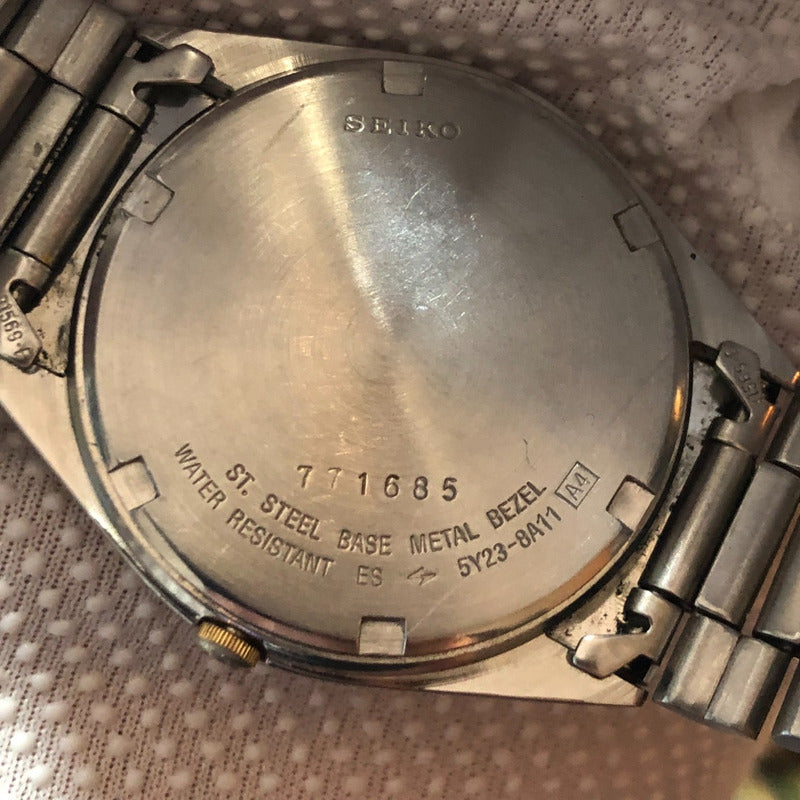 SEIKO
771685
ST. STEEL BASE METAL BEZEL
WATER RESISTANT ES 5Y23-8A11 A4